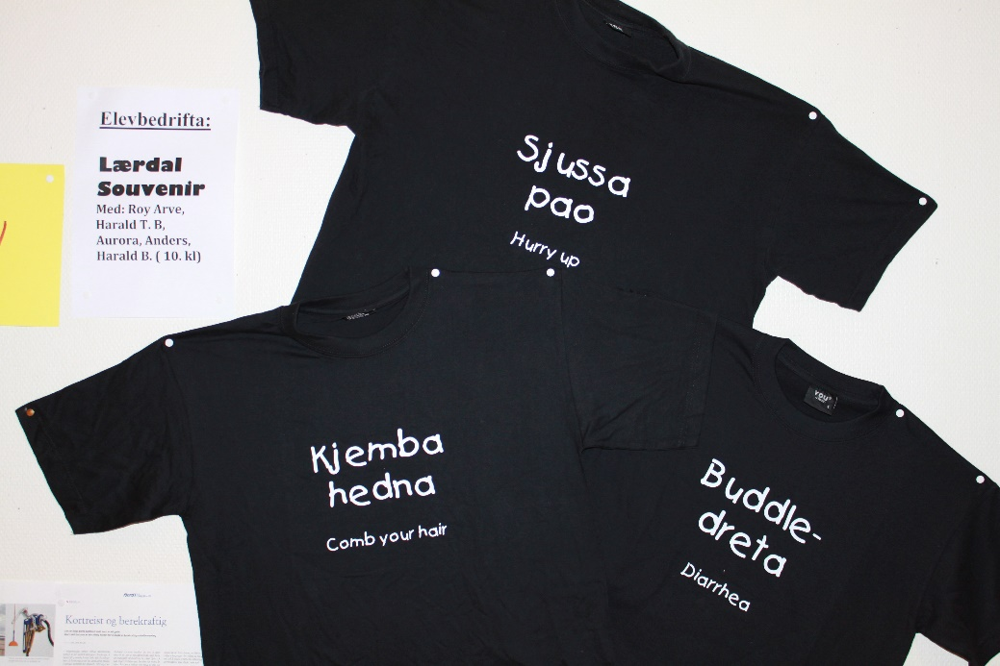 Elevbedrifta:
Lærdal
Souvenir
Med: Roy Arve,
Harald T. B,
Aurora, Anders,
Harald B. ( 10. kl)
Sjussa
pao
Hurry up
Kjemba
hedna
Comb your hair
Buddle-
dreta
Diarrhea
Kortreist og berekraftig